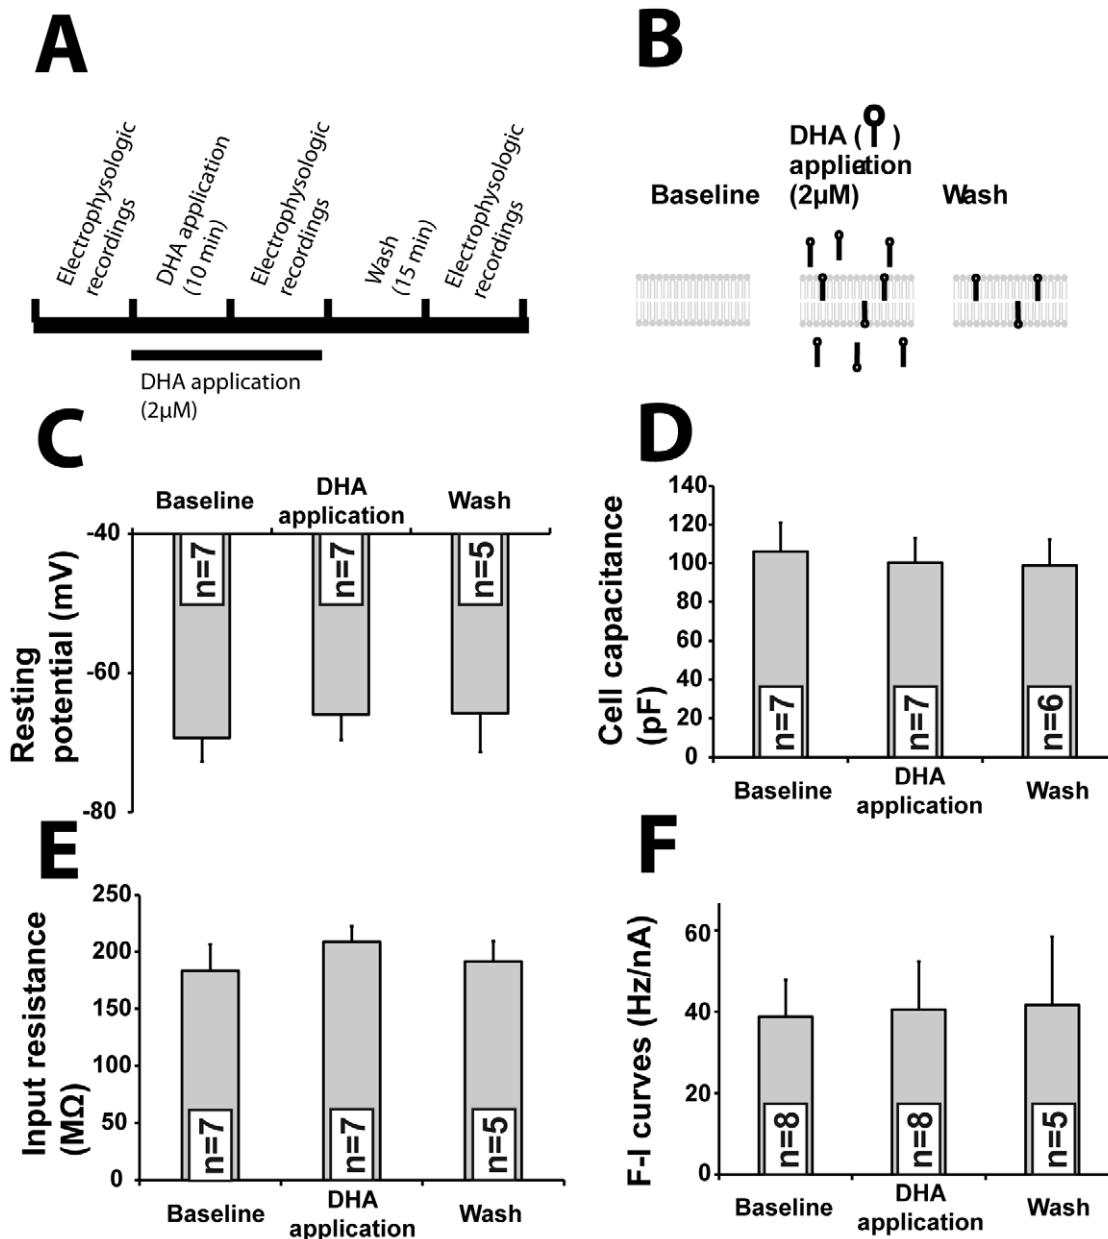 A
Electrophysologic
recordings
DHA application
(10 min)
Electrophysologic
recordings
Wash
(15 min)
Electrophysologic
recordings
DHA application
(2µM)
B
Baseline
DHA ( )
application
(2µM)
Wash
C
Baseline
DHA
application
Wash
-40
-60
-80
Resting
potential (mV)
n=7
n=7
n=5
D
140
120
100
80
60
40
20
0
Cell capacitance
(pF)
n=7
n=7
n=6
Baseline
DHA
application
Wash
E
250
200
150
100
50
0
Input resistance
(MΩ)
n=7
n=7
n=5
Baseline
DHA
application
Wash
F
60
40
20
0
F-I curves (Hz/nA)
n=8
n=8
n=5
Baseline
DHA
application
Wash